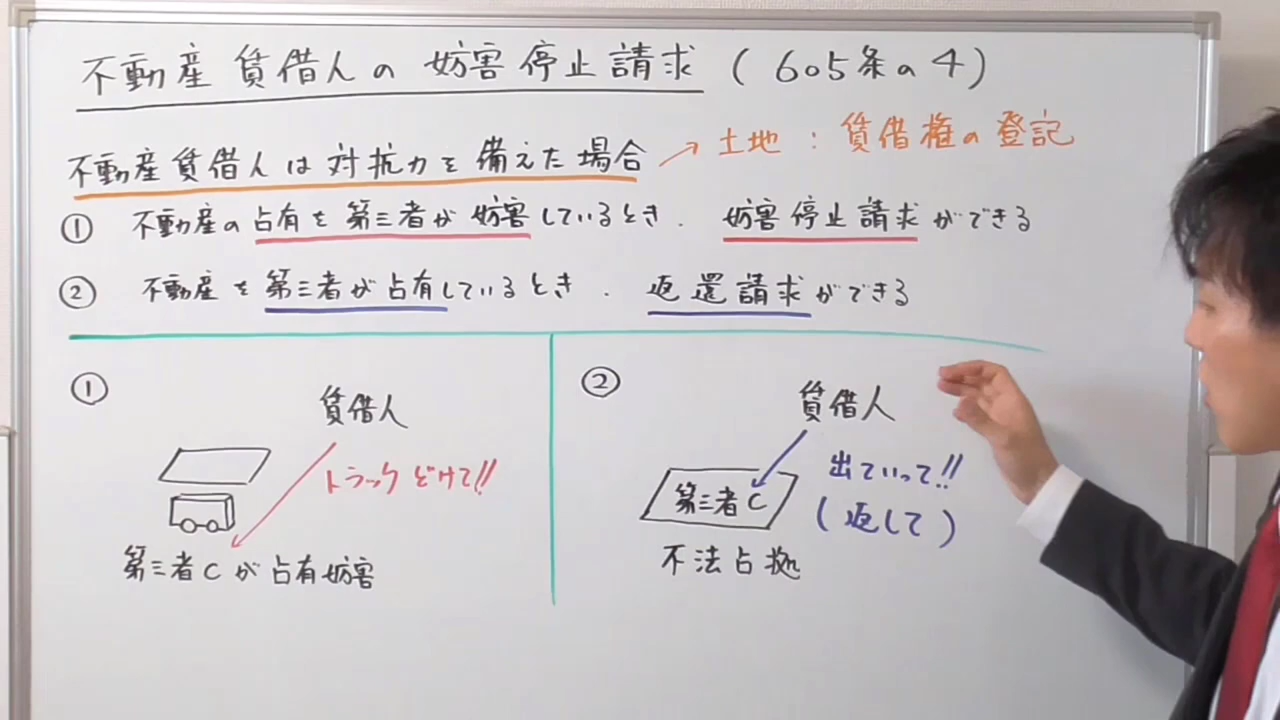 不動産賃借人の妨害停止請求(605条の4)
不動産賃借人は対抗力を備えた場合 → 土地:賃借権の登記
① 不動産の占有を第三者が妨害しているとき. 妨害停止請求ができる
② 不動産を第三者が占有しているとき. 返還請求ができる
①
賃借人
トラックどけて!!
第三者Cが占有妨害
②
賃借人
出ていって!!
第三者C
(返して)
不法占拠